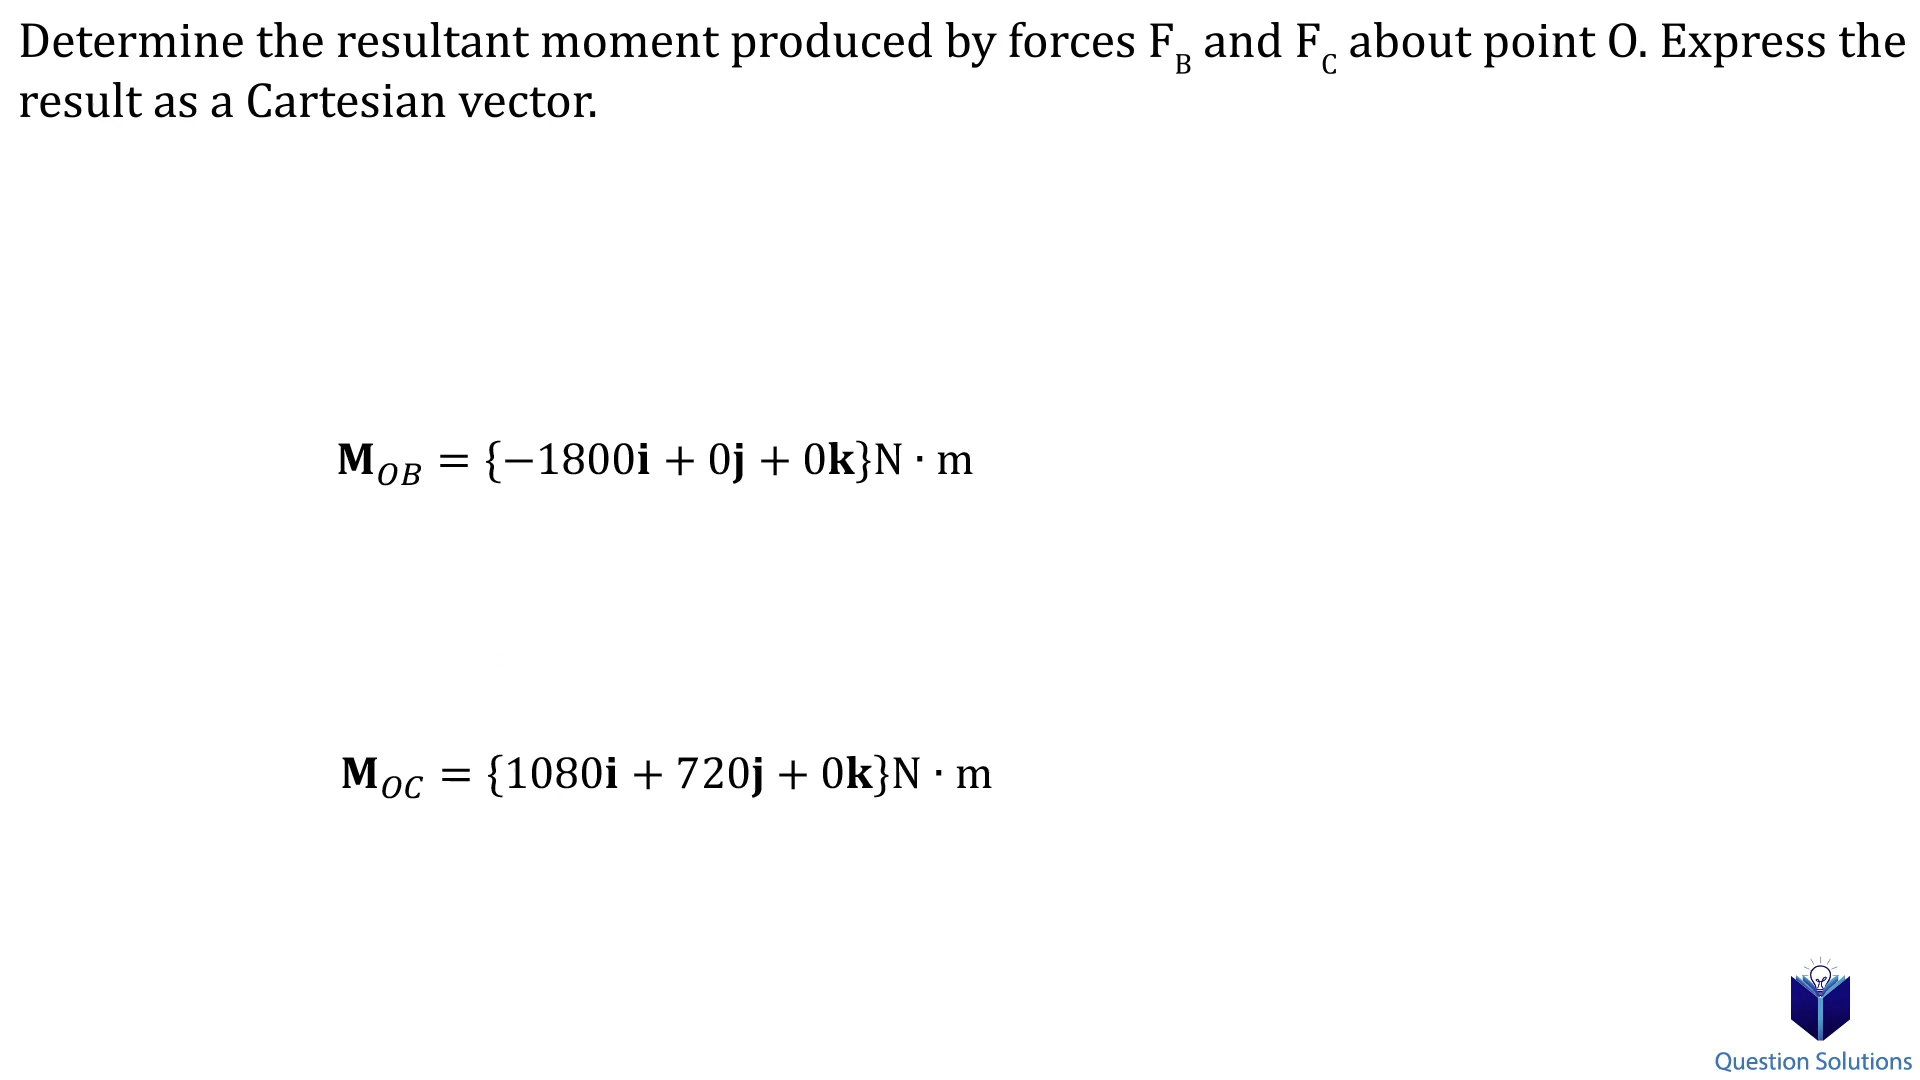 Determine the resultant moment produced by forces F_B and F_C about point O. Express the
result as a Cartesian vector.
𝐌_OB = {−1800𝐢 + 0𝐣 + 0𝐤}N · m
𝐌_OC = {1080𝐢 + 720𝐣 + 0𝐤}N · m
Question Solutions